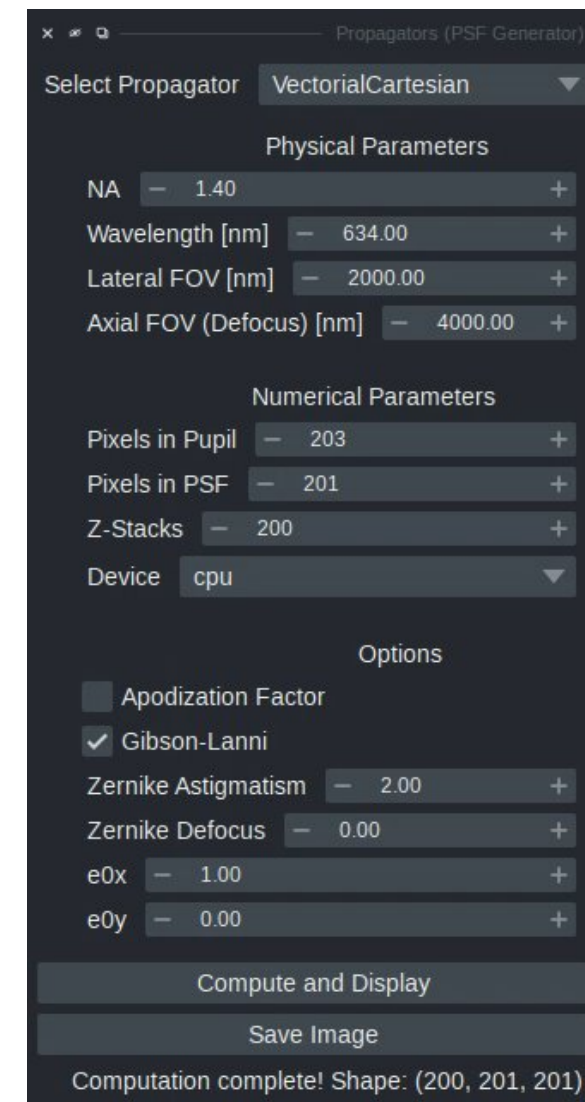 Propagators (PSF Generator)
Select Propagator VectorialCartesian
Physical Parameters
NA − 1.40 +
Wavelength [nm] − 634.00 +
Lateral FOV [nm] − 2000.00 +
Axial FOV (Defocus) [nm] − 4000.00 +
Numerical Parameters
Pixels in Pupil − 203 +
Pixels in PSF − 201 +
Z-Stacks − 200 +
Device cpu
Options
Apodization Factor
Gibson-Lanni
Zernike Astigmatism − 2.00 +
Zernike Defocus − 0.00 +
e0x − 1.00 +
e0y − 0.00 +
Compute and Display
Save Image
Computation complete! Shape: (200, 201, 201)